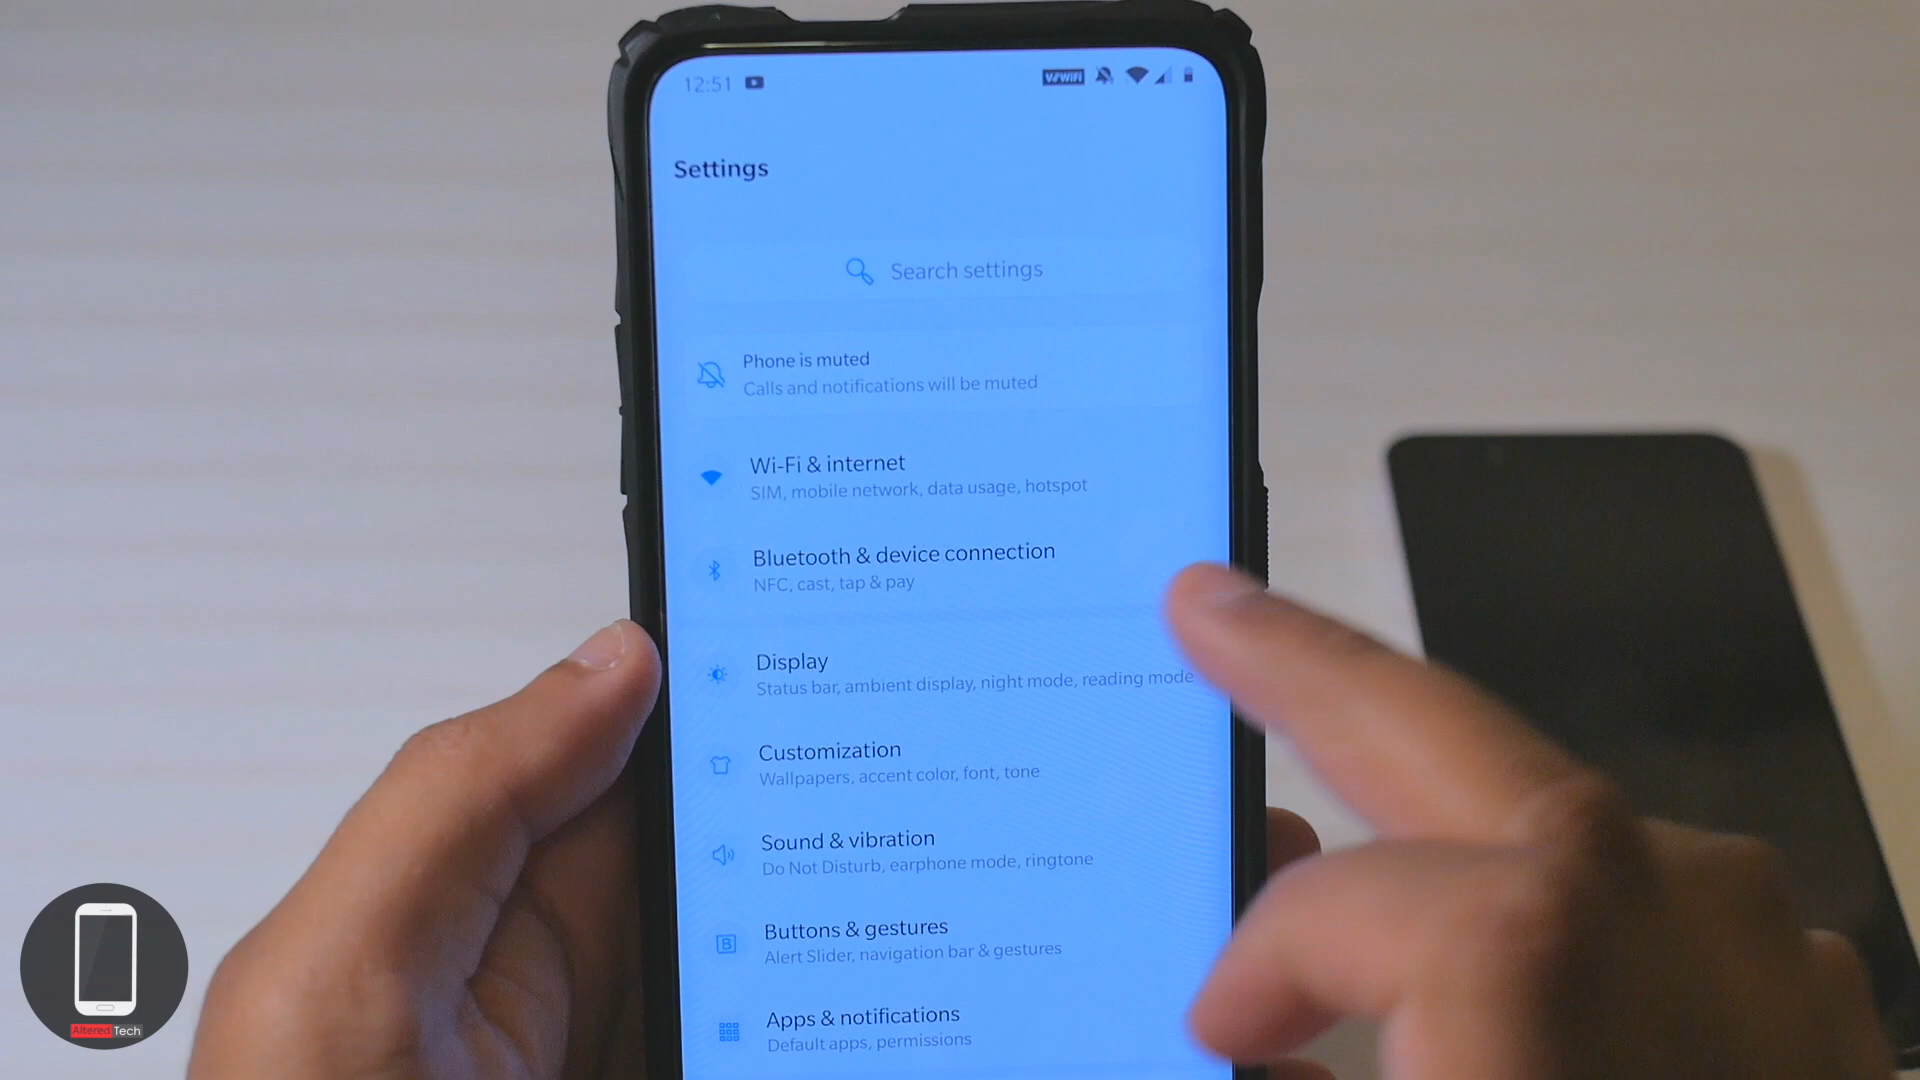 12:51
VoWiFi
Settings
Search settings
Phone is muted
Calls and notifications will be muted
Wi-Fi & internet
SIM, mobile network, data usage, hotspot
Bluetooth & device connection
NFC, cast, tap & pay
Display
Status bar, ambient display, night mode, reading mode
Customization
Wallpapers, accent color, font, tone
Sound & vibration
Do Not Disturb, earphone mode, ringtone
Buttons & gestures
Alert Slider, navigation bar & gestures
B
Apps & notifications
Default apps, permissions
Altered Tech